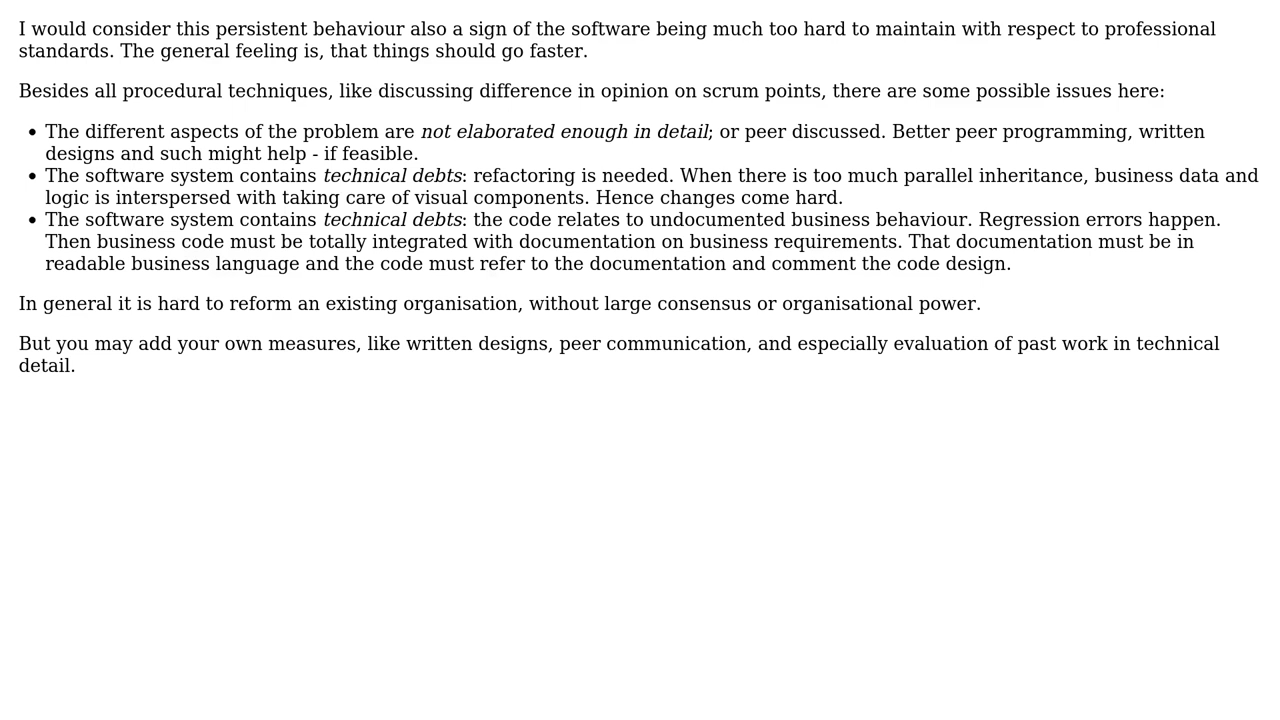 I would consider this persistent behaviour also a sign of the software being much too hard to maintain with respect to professional
standards. The general feeling is, that things should go faster.
Besides all procedural techniques, like discussing difference in opinion on scrum points, there are some possible issues here:
• The different aspects of the problem are not elaborated enough in detail; or peer discussed. Better peer programming, written
designs and such might help - if feasible.
• The software system contains technical debts: refactoring is needed. When there is too much parallel inheritance, business data and
logic is interspersed with taking care of visual components. Hence changes come hard.
• The software system contains technical debts: the code relates to undocumented business behaviour. Regression errors happen.
Then business code must be totally integrated with documentation on business requirements. That documentation must be in
readable business language and the code must refer to the documentation and comment the code design.
In general it is hard to reform an existing organisation, without large consensus or organisational power.
But you may add your own measures, like written designs, peer communication, and especially evaluation of past work in technical
detail.